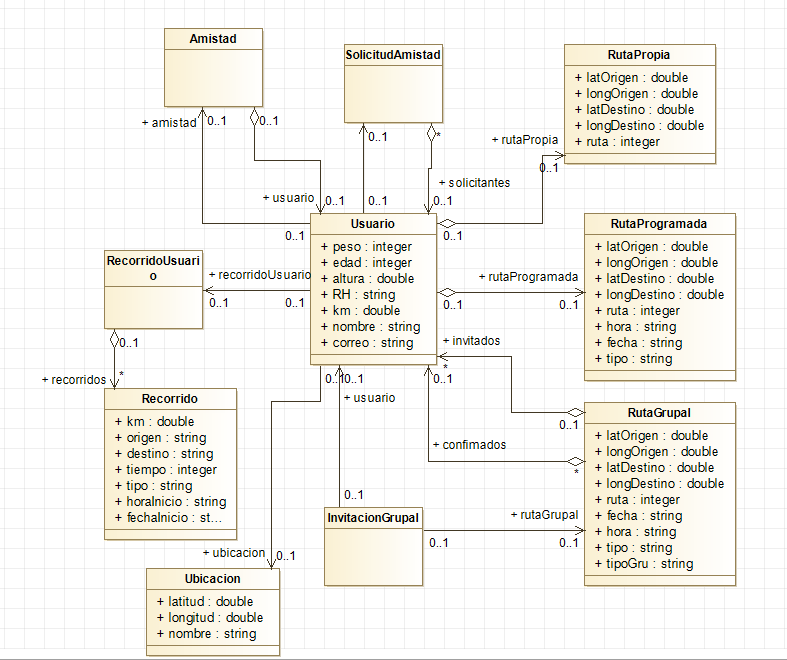 Amistad
SolicitudAmistad
RutaPropia
+ latOrigen : double
+ longOrigen : double
+ latDestino : double
+ longDestino : double
+ ruta : integer
+ amistad
0..1
0..1
0..1
*
+ rutaPropia
0..1
+ solicitantes
+ usuario
0..1
0..1
0..1
0..1
0..1
Usuario
+ peso : integer
+ edad : integer
+ altura : double
+ RH : string
+ km : double
+ nombre : string
+ correo : string
RutaProgramada
+ latOrigen : double
+ longOrigen : double
+ latDestino : double
+ longDestino : double
+ ruta : integer
+ hora : string
+ fecha : string
+ tipo : string
RecorridoUsuari
o
+ recorridoUsuario
0..1
0..1
+ rutaProgramada
0..1
0..1
+ invitados
*
0..1
0..1
*
+ recorridos
0..1
0..1
0..1
+ usuario
Recorrido
+ km : double
+ origen : string
+ destino : string
+ tiempo : integer
+ tipo : string
+ horaInicio : string
+ fechaInicio : st...
RutaGrupal
+ latOrigen : double
+ longOrigen : double
+ latDestino : double
+ longDestino : double
+ ruta : integer
+ fecha : string
+ hora : string
+ tipo : string
+ tipoGru : string
0..1
+ confimados
*
0..1
InvitacionGrupal
+ rutaGrupal
0..1
0..1
+ ubicacion
0..1
Ubicacion
+ latitud : double
+ longitud : double
+ nombre : string